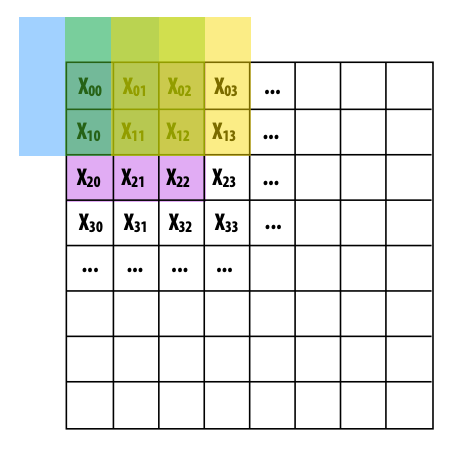 X₀₀ X₀₁ X₀₂ X₀₃ ...
X₁₀ X₁₁ X₁₂ X₁₃ ...
X₂₀ X₂₁ X₂₂ X₂₃ ...
X₃₀ X₃₁ X₃₂ X₃₃ ...
... ... ... ...